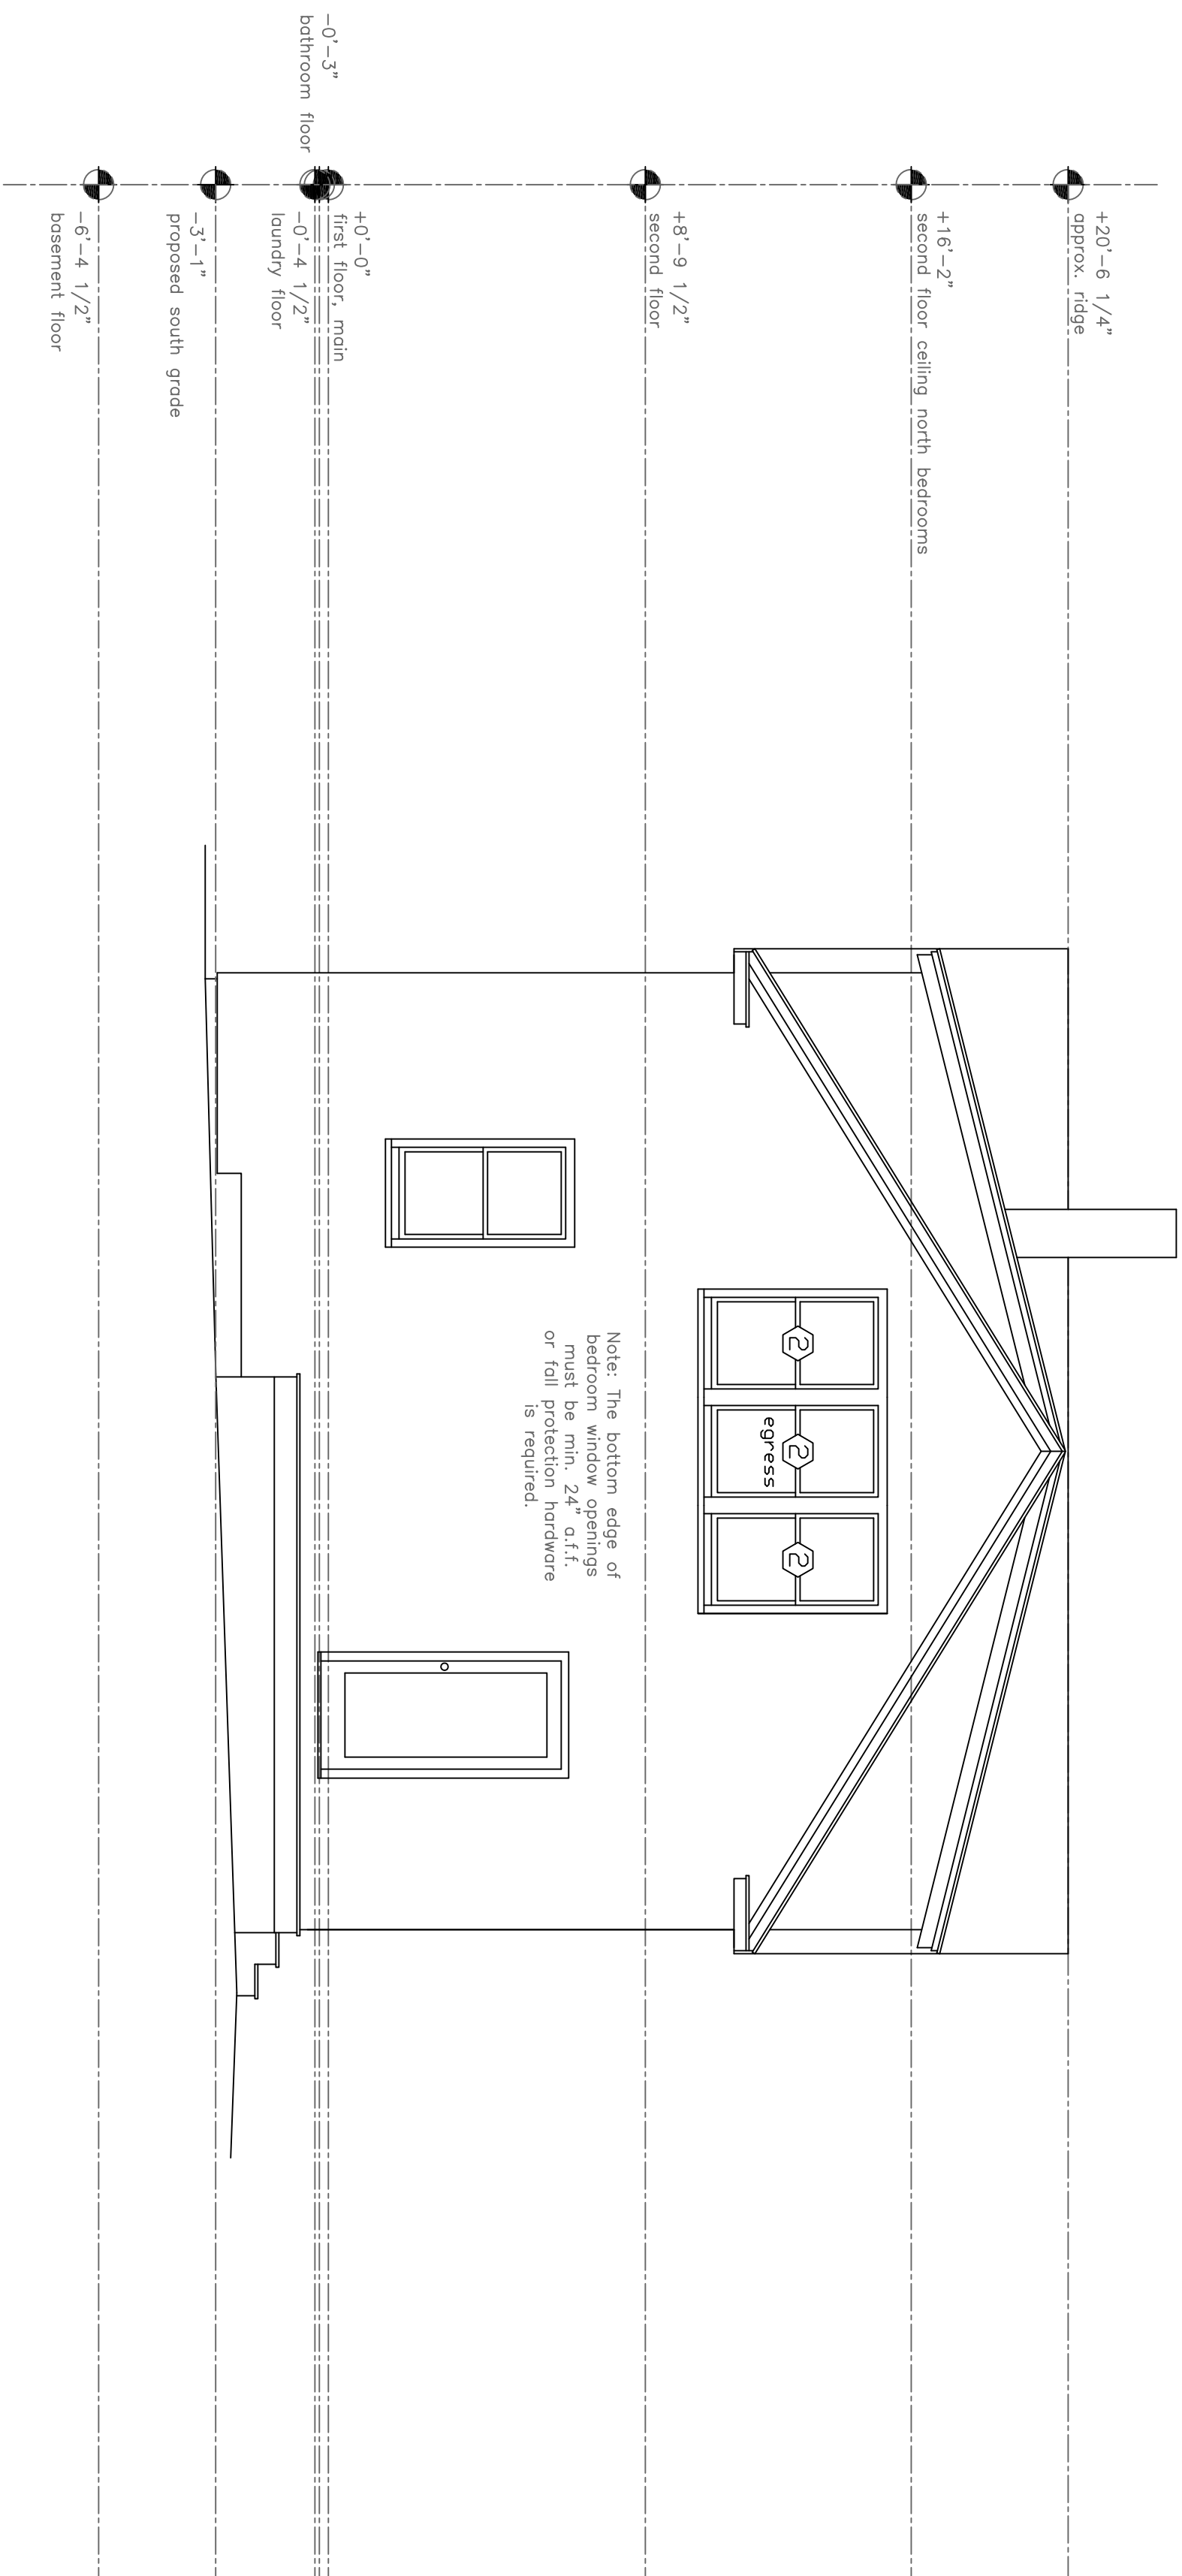 +20'-6 1/4"
approx. ridge
+16'-2"
second floor ceiling north bedrooms
+8'-9 1/2"
second floor
+0'-0"
first floor, main
-0'-3"
bathroom floor
-0'-4 1/2"
laundry floor
-3'-1"
proposed south grade
-6'-4 1/2"
basement floor
2
2
2
egress
Note: The bottom edge of
bedroom window openings
must be min. 24" a.f.f.
or fall protection hardware
is required.